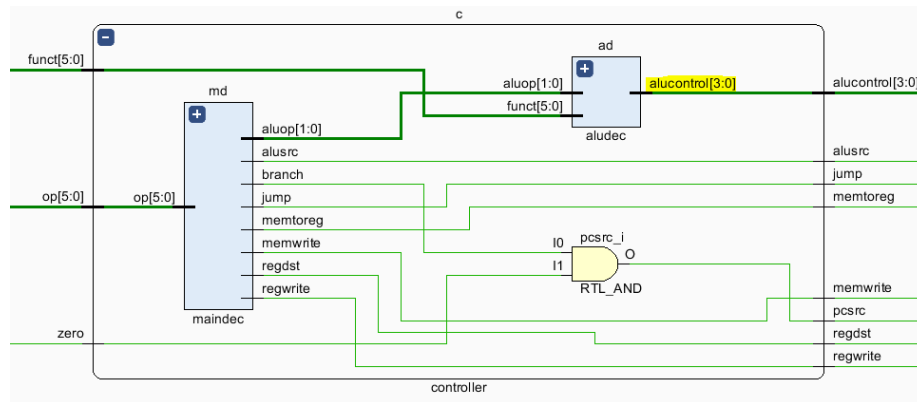 c
funct[5:0]
ad
aluop[1:0]
alucontrol[3:0]
alucontrol[3:0]
funct[5:0]
aludec
md
aluop[1:0]
alusrc
alusrc
branch
jump
jump
op[5:0]
op[5:0]
memtoreg
memtoreg
memwrite
I0
pcsrc_i
O
regdst
I1
RTL_AND
regwrite
memwrite
maindec
pcsrc
zero
regdst
regwrite
controller